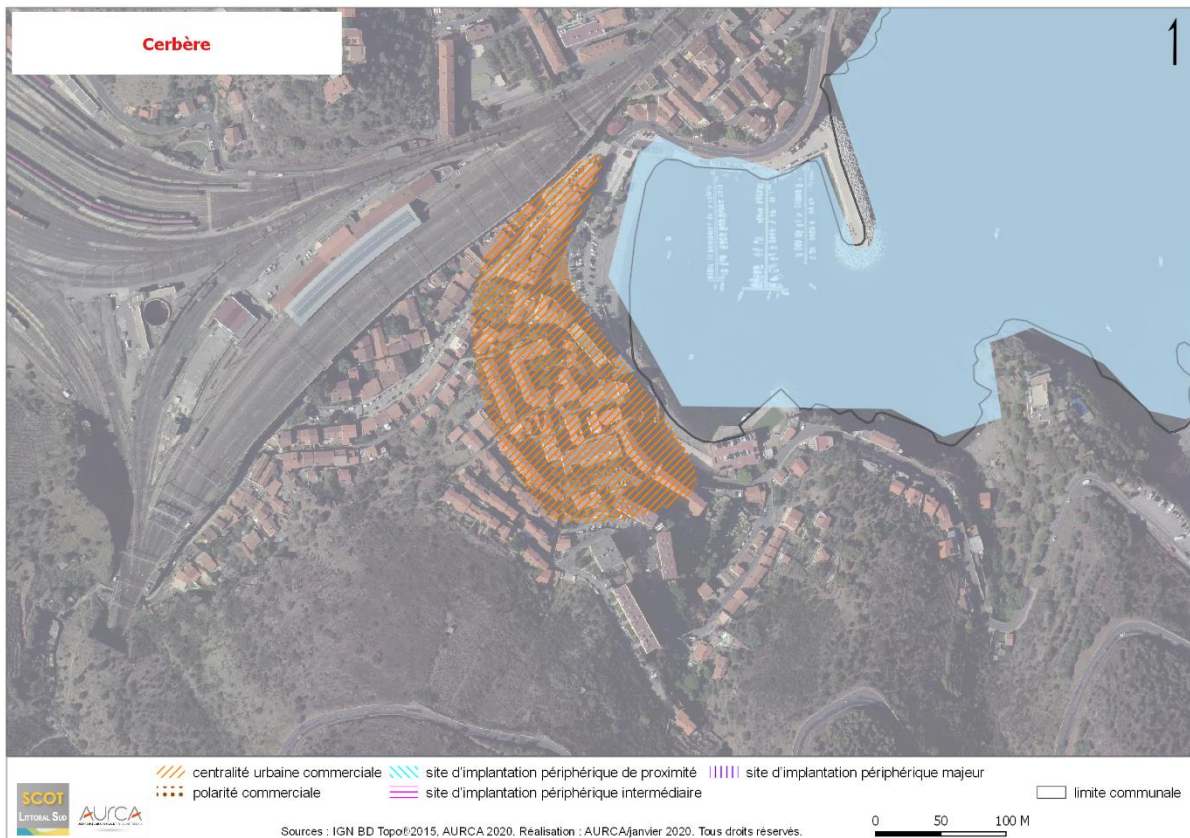 Cerbère
centralité urbaine commerciale
site d'implantation périphérique de proximité
site d'implantation périphérique majeur
polarité commerciale
site d'implantation périphérique intermédiaire
limite communale
SCOT
LITTORAL SUD
AURCA
Sources : IGN BD Topo®2015, AURCA 2020. Réalisation : AURCA/janvier 2020. Tous droits réservés.
0 50 100 M